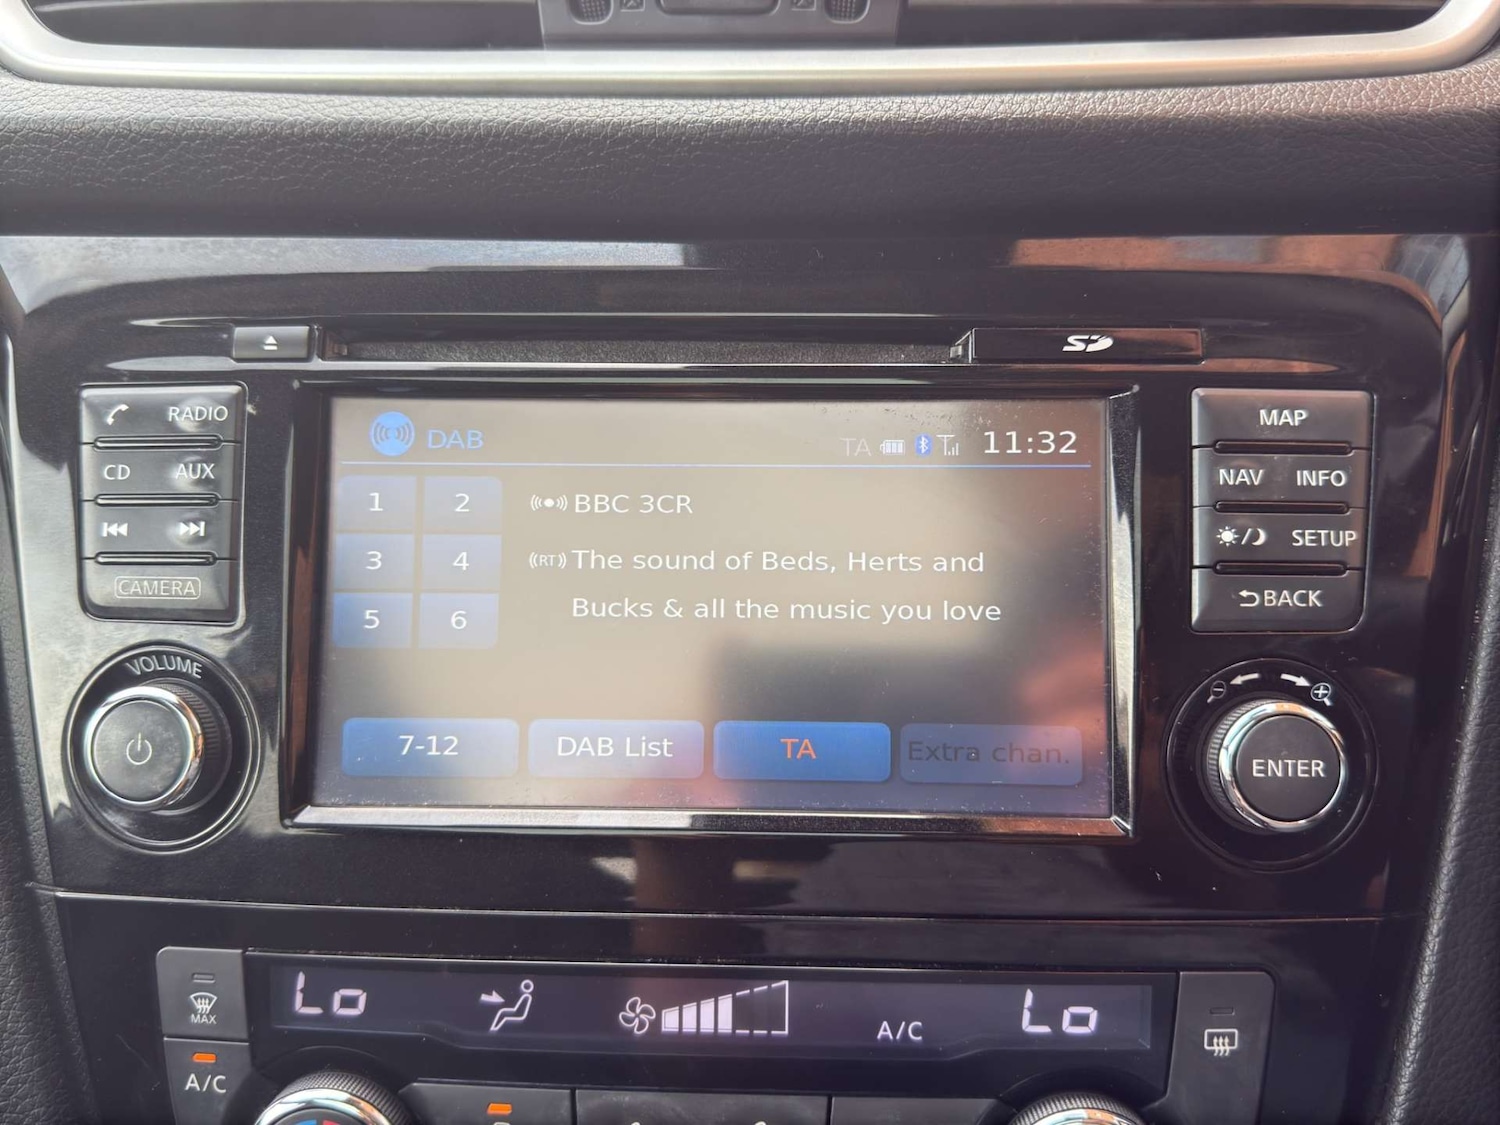 SD
RADIO
CD AUX
CAMERA
VOLUME
DAB TA 11:32
1 2
3 4
5 6
BBC 3CR
(RT) The sound of Beds, Herts and
Bucks & all the music you love
7-12 DAB List TA Extra chan.
MAP
NAV INFO
SETUP
BACK
ENTER
MAX
A/C
Lo A/C Lo